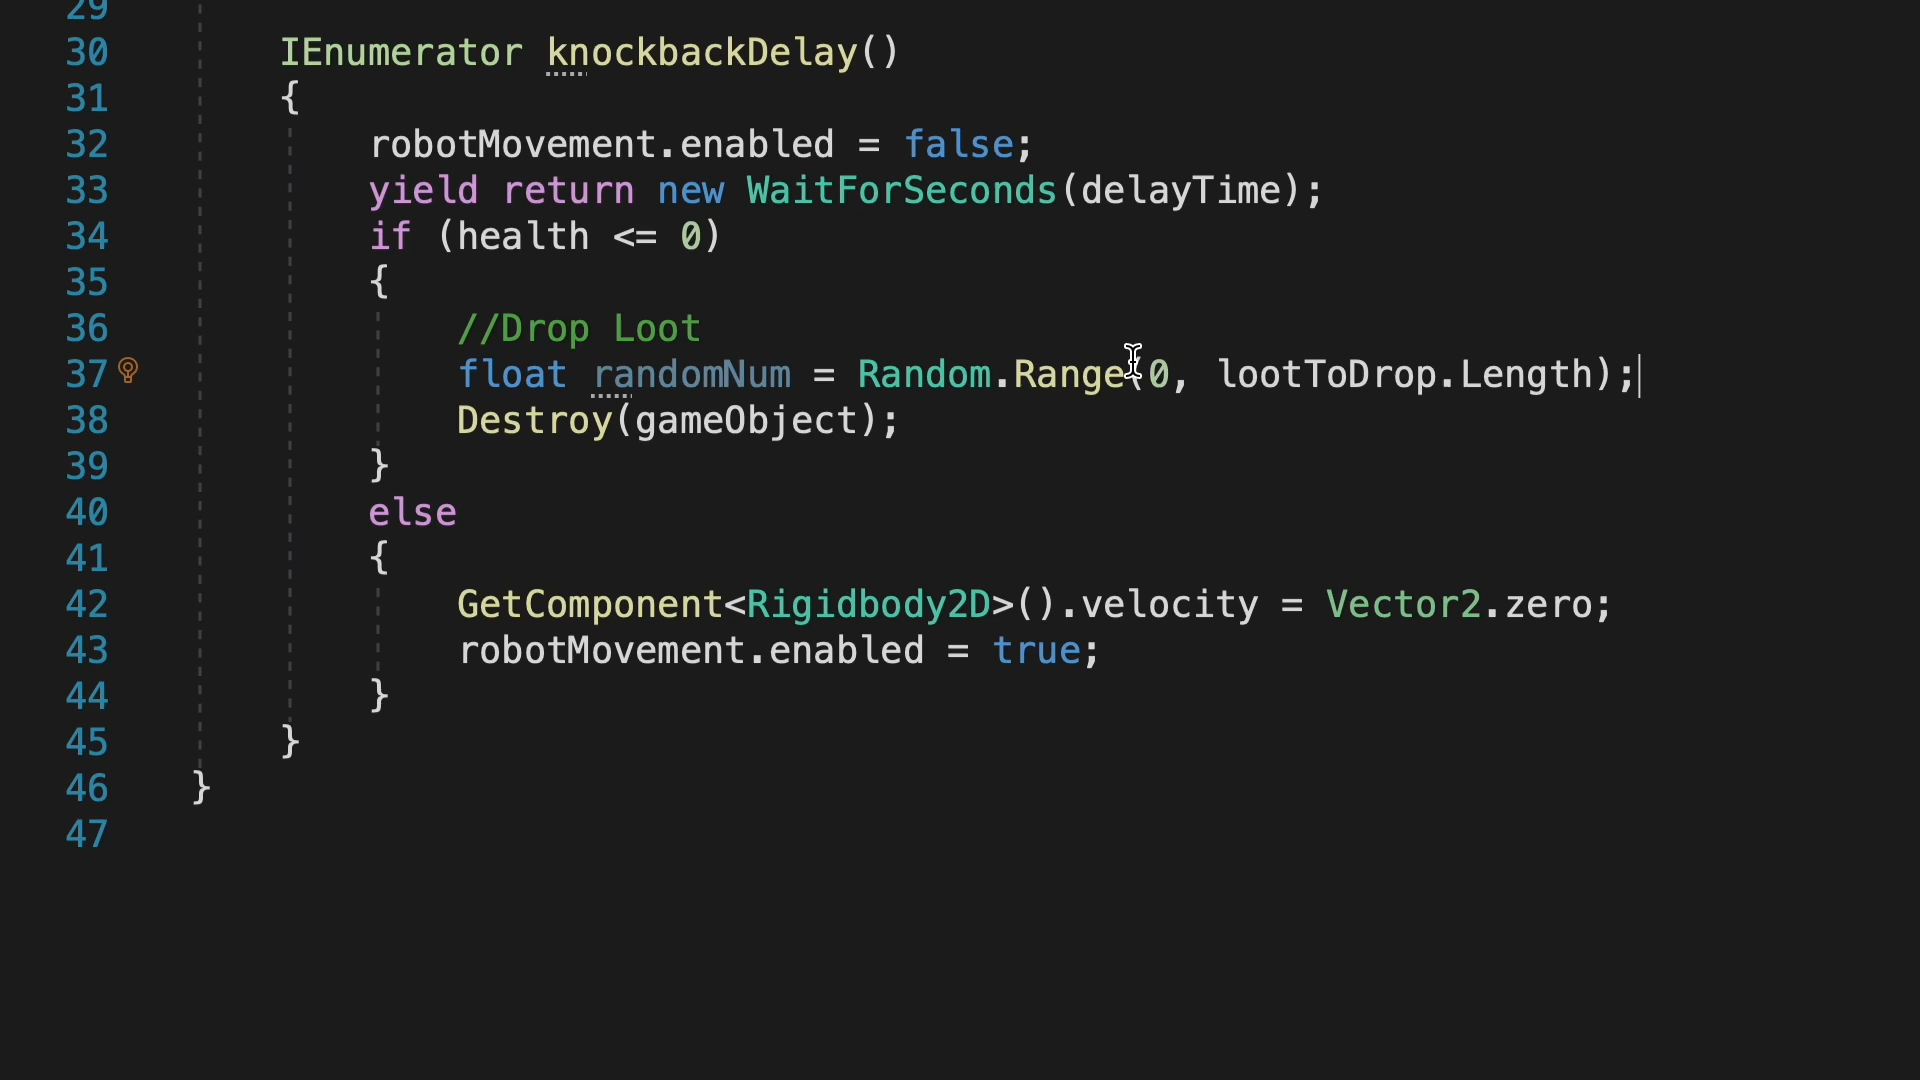 29
30 IEnumerator knockbackDelay()
31 {
32 robotMovement.enabled = false;
33 yield return new WaitForSeconds(delayTime);
34 if (health <= 0)
35 {
36 //Drop Loot
37 float randomNum = Random.Range(0, lootToDrop.Length);
38 Destroy(gameObject);
39 }
40 else
41 {
42 GetComponent<Rigidbody2D>().velocity = Vector2.zero;
43 robotMovement.enabled = true;
44 }
45 }
46 }
47